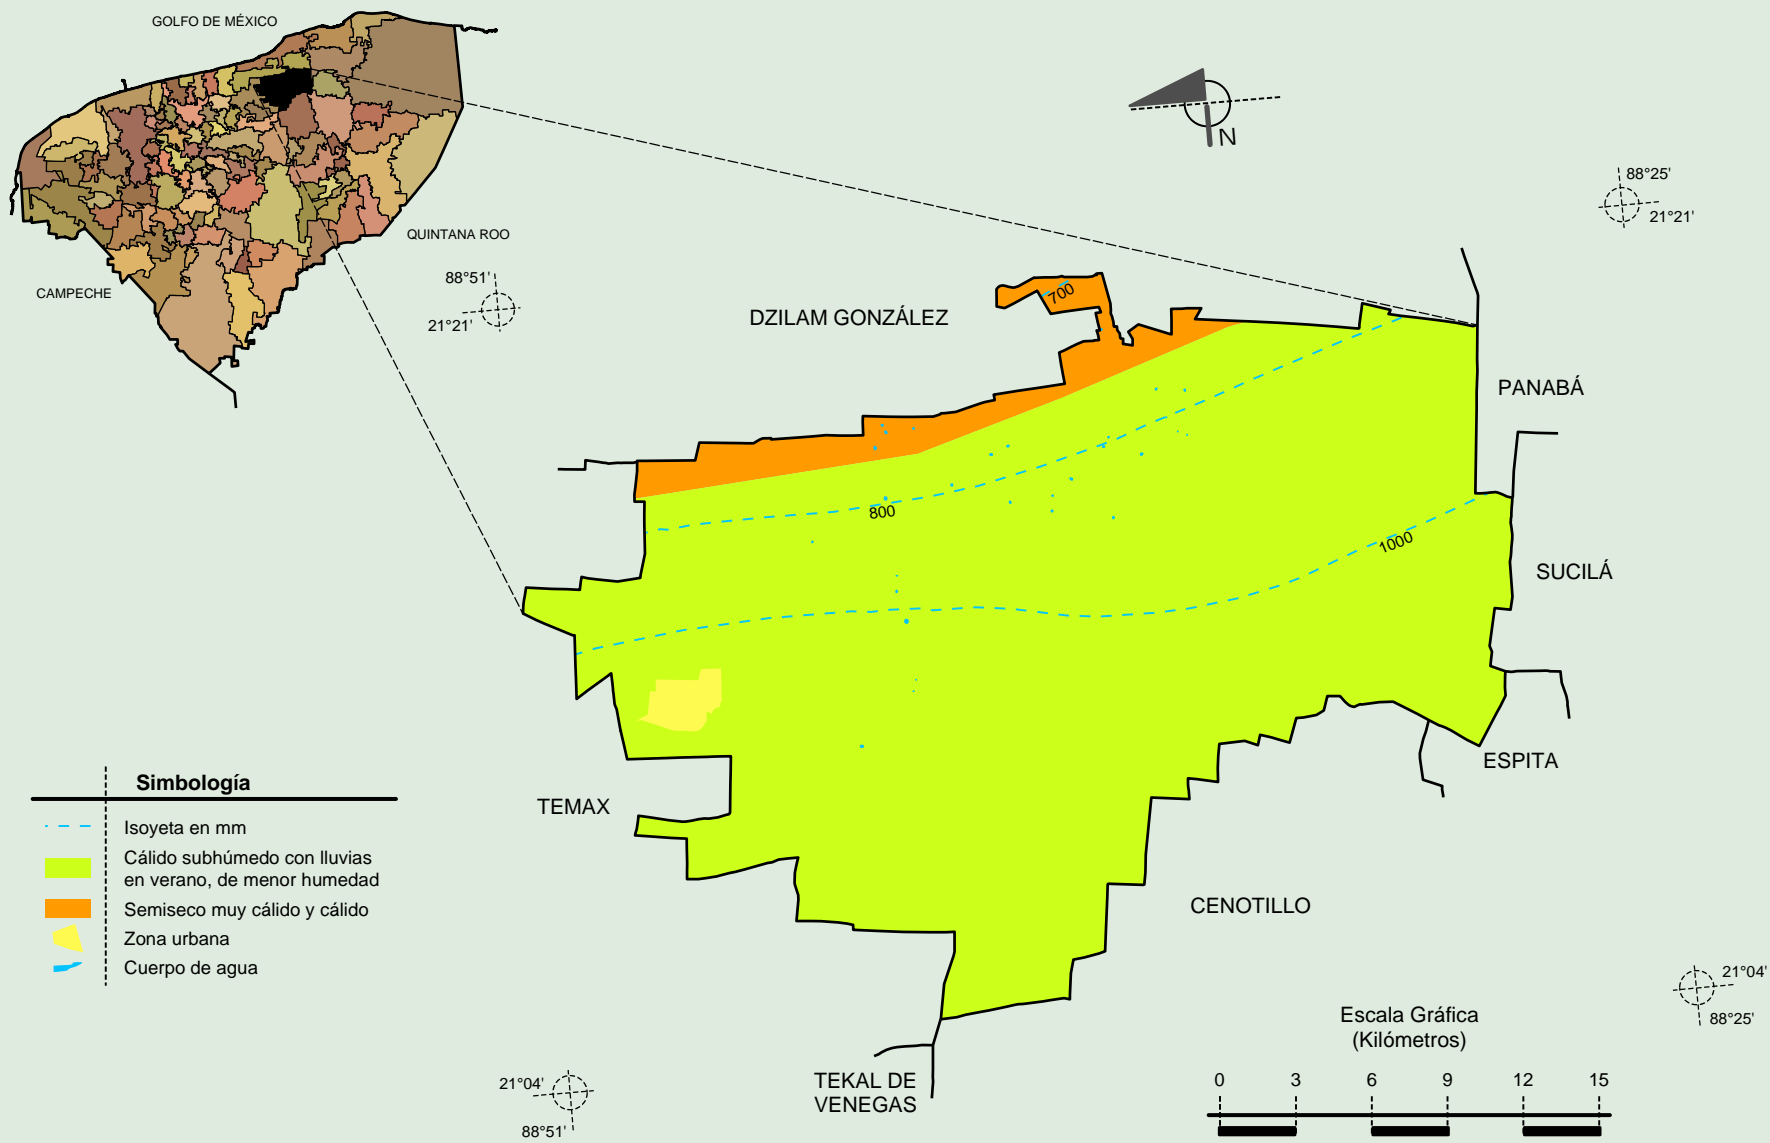 GOLFO DE MÉXICO
QUINTANA ROO
CAMPECHE
N
88°25'
21°21'
88°51'
21°21'
DZILAM GONZÁLEZ
700
PANABÁ
800
1000
SUCILÁ
ESPITA
TEMAX
CENOTILLO
TEKAL DE
VENEGAS
Simbología
Isoyeta en mm
Cálido subhúmedo con lluvias
en verano, de menor humedad
Semiseco muy cálido y cálido
Zona urbana
Cuerpo de agua
21°04'
88°25'
21°04'
88°51'
Escala Gráfica
(Kilómetros)
0 3 6 9 12 15